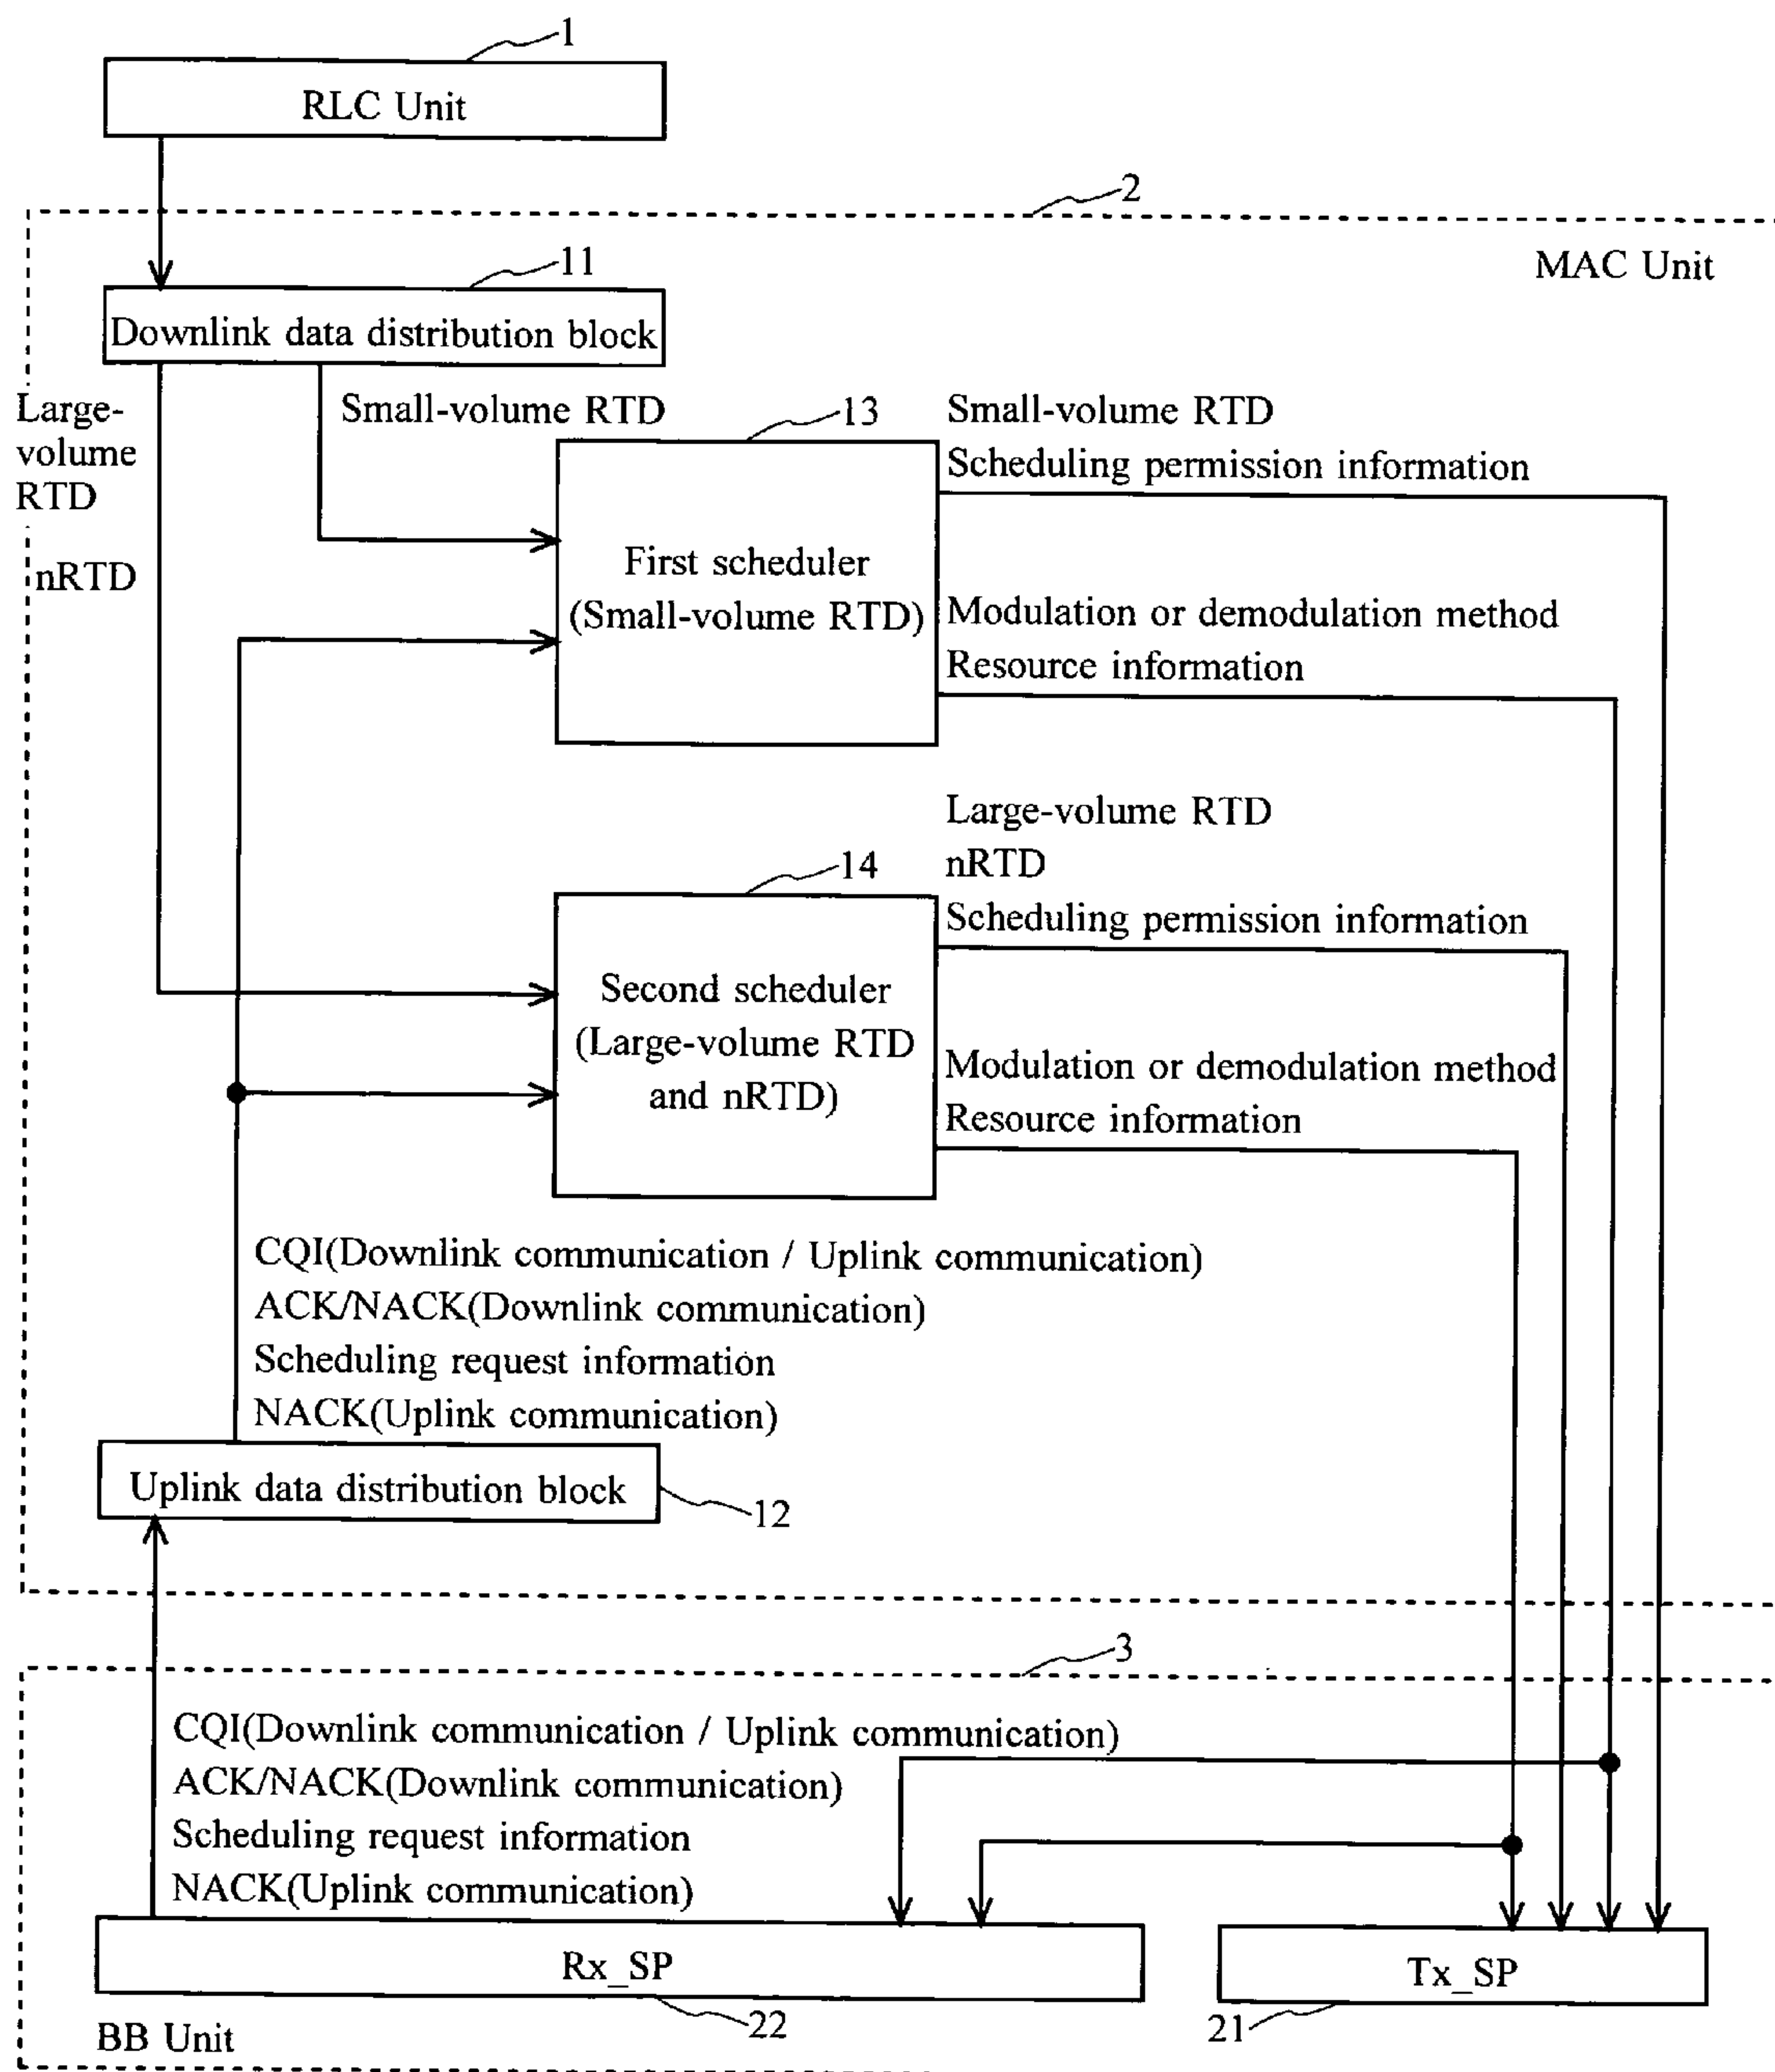 1
RLC Unit
2
MAC Unit
11
Downlink data distribution block
Large-
volume
RTD
nRTD
Small-volume RTD
13
First scheduler
(Small-volume RTD)
Small-volume RTD
Scheduling permission information
Modulation or demodulation method
Resource information
14
Second scheduler
(Large-volume RTD
and nRTD)
Large-volume RTD
nRTD
Scheduling permission information
Modulation or demodulation method
Resource information
CQI(Downlink communication / Uplink communication)
ACK/NACK(Downlink communication)
Scheduling request information
NACK(Uplink communication)
Uplink data distribution block
12
3
CQI(Downlink communication / Uplink communication)
ACK/NACK(Downlink communication)
Scheduling request information
NACK(Uplink communication)
Rx_SP
22
Tx_SP
21
BB Unit